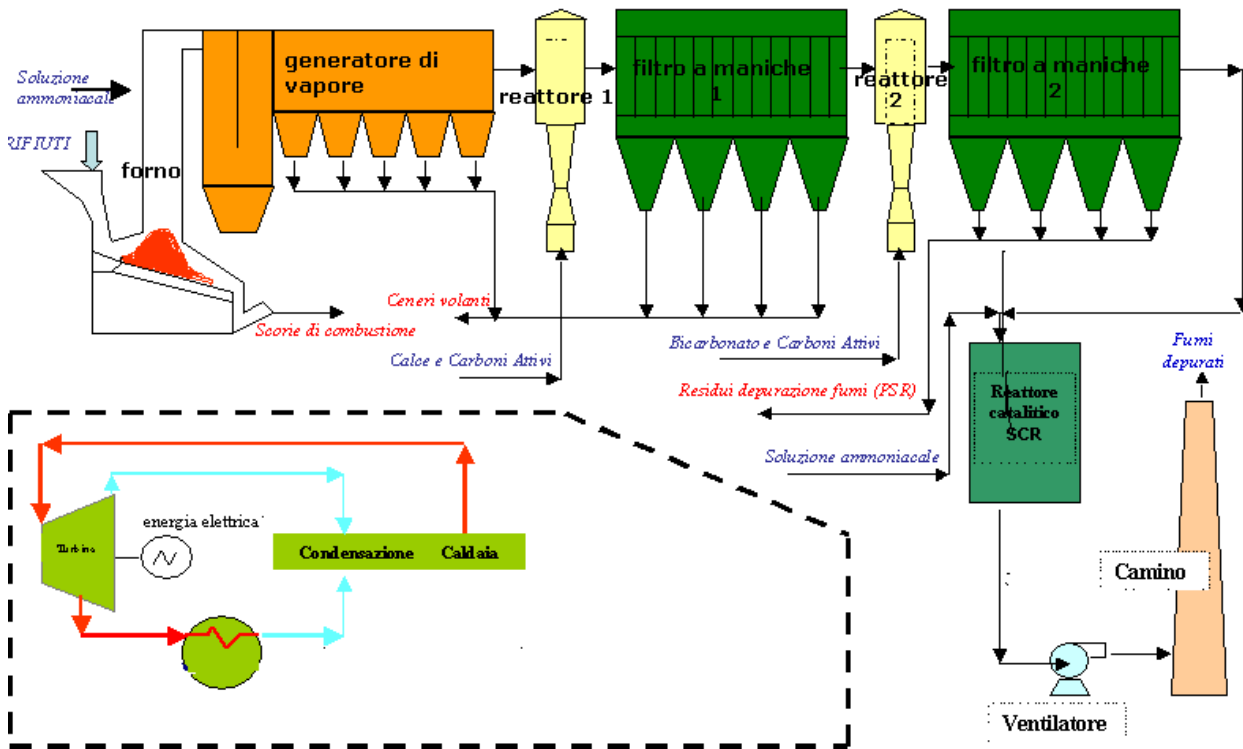 Soluzione
ammoniacale
RIFIUTI
forno
generatore di
vapore
reattore 1
filtro a maniche
1
reattore
2
filtro a maniche
2
Ceneri volanti
Scorie di combustione
Calce e Carboni Attivi
Bicarbonato e Carboni Attivi
Residui depurazione fumi (PSR)
Soluzione ammoniacale
Reattore
catalitico
SCR
Fumi
depurati
Camino
Ventilatore
energia elettrica
Turbina
Condensazione Caldaia